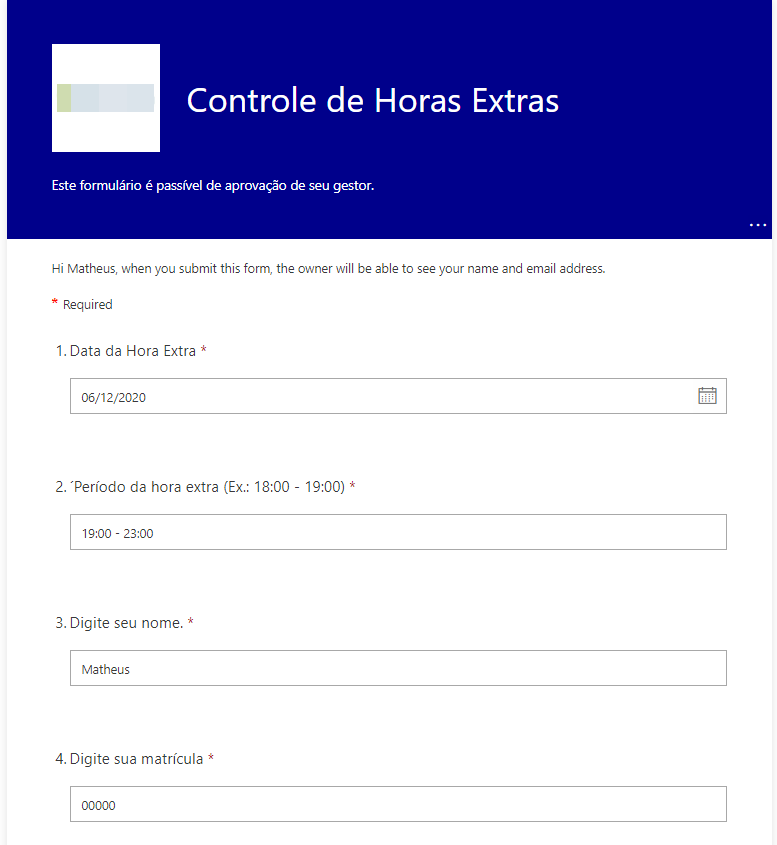 Controle de Horas Extras
Este formulário é passível de aprovação de seu gestor.
...
Hi Matheus, when you submit this form, the owner will be able to see your name and email address.
* Required
1. Data da Hora Extra *
06/12/2020
2. ´Período da hora extra (Ex.: 18:00 - 19:00) *
19:00 - 23:00
3. Digite seu nome. *
Matheus
4. Digite sua matrícula *
00000